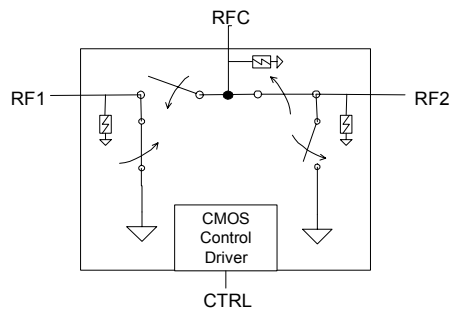 RFC
RF1
RF2
CMOS
Control
Driver
CTRL